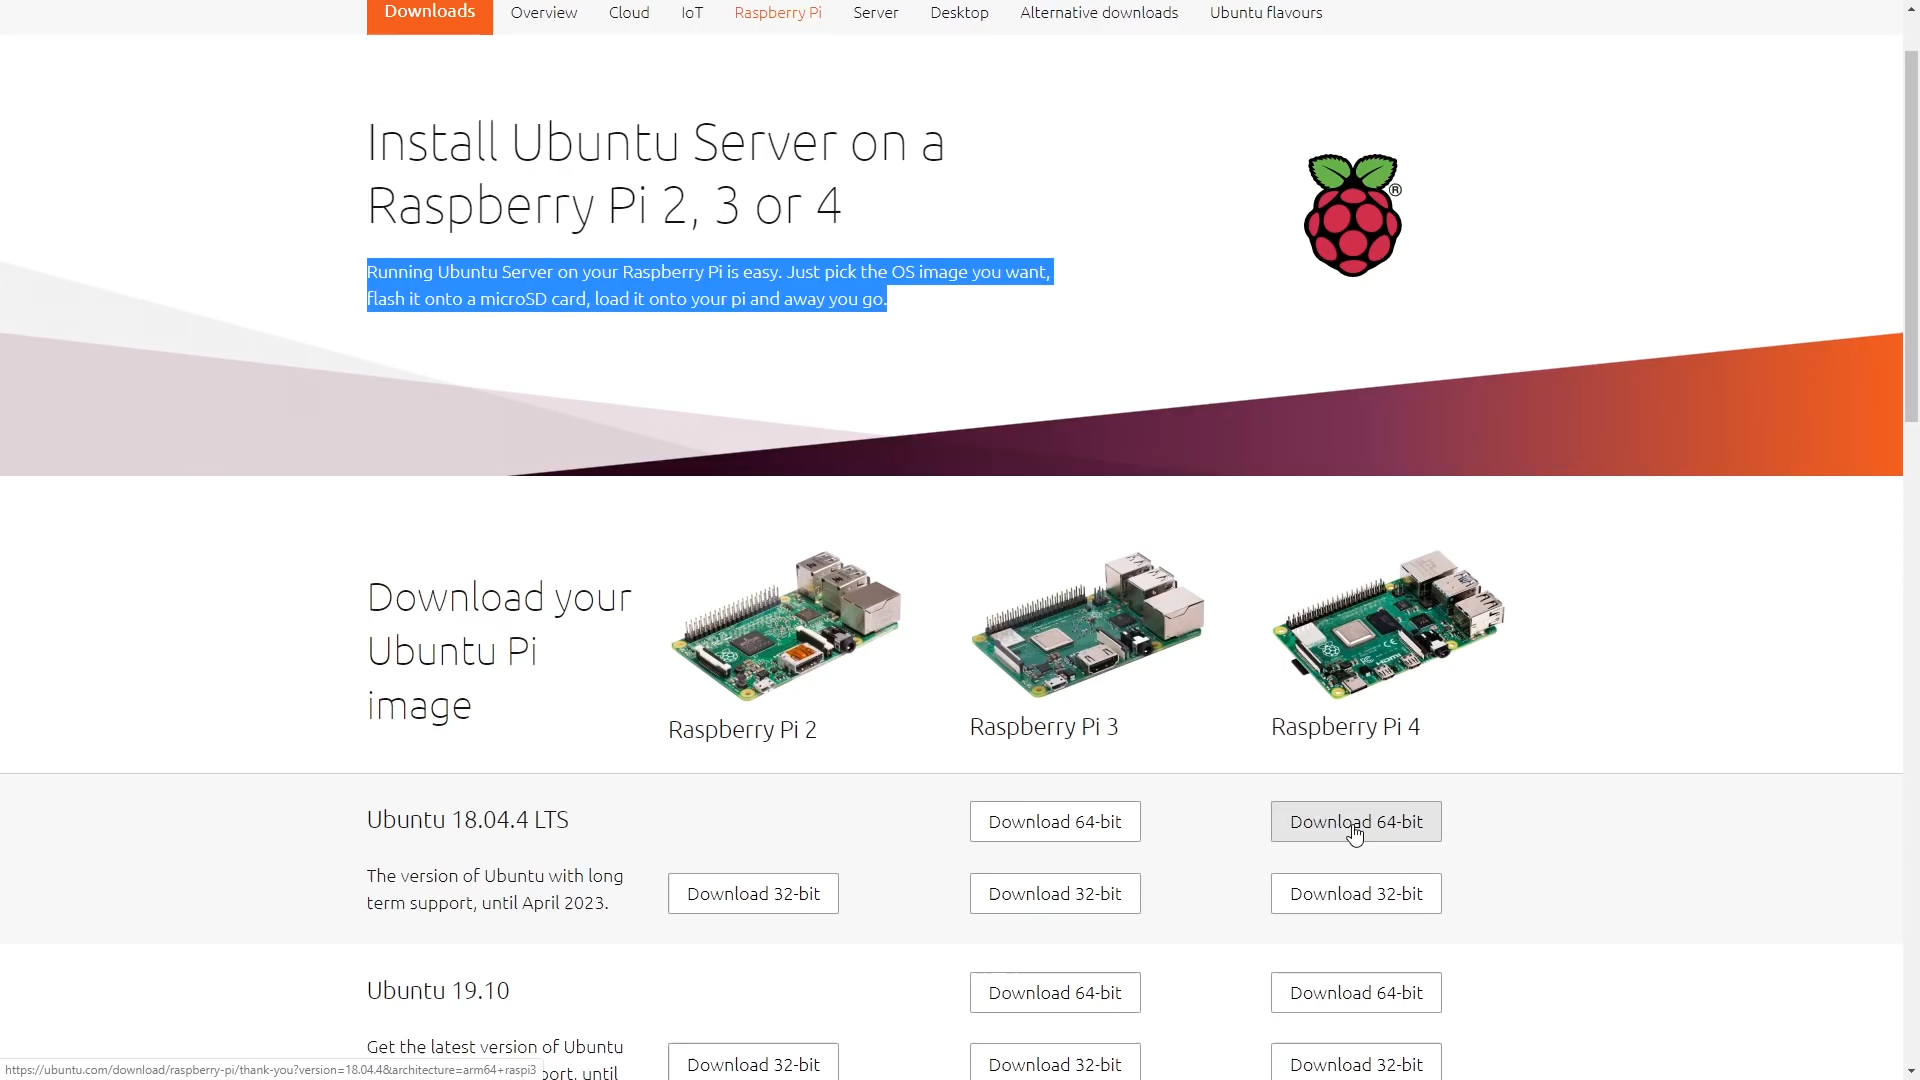 Downloads Overview Cloud IoT Raspberry Pi Server Desktop Alternative downloads Ubuntu flavours
Install Ubuntu Server on a
Raspberry Pi 2, 3 or 4
®
Running Ubuntu Server on your Raspberry Pi is easy. Just pick the OS image you want,
flash it onto a microSD card, load it onto your pi and away you go.
Download your
Ubuntu Pi
image
Raspberry Pi 2
Raspberry Pi 3
Raspberry Pi 4
Ubuntu 18.04.4 LTS
Download 64-bit
Download 64-bit
The version of Ubuntu with long
term support, until April 2023.
Download 32-bit
Download 32-bit
Download 32-bit
Ubuntu 19.10
Download 64-bit
Download 64-bit
Get the latest version of Ubuntu
port, until
Download 32-bit
Download 32-bit
Download 32-bit
https://ubuntu.com/download/raspberry-pi/thank-you?version=18.04.4&architecture=arm64+raspi3